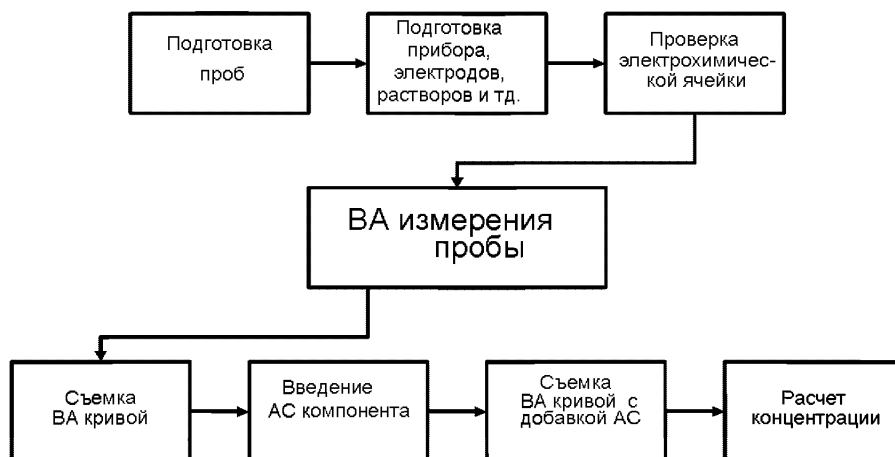 Подготовка
проб
Подготовка
прибора,
электродов,
растворов и тд.
Проверка
электрохимичес-
кой ячейки
ВА измерения
пробы
Съемка
ВА кривой
Введение
АС компонента
Съемка
ВА кривой с
добавкой АС
Расчет
концентрации